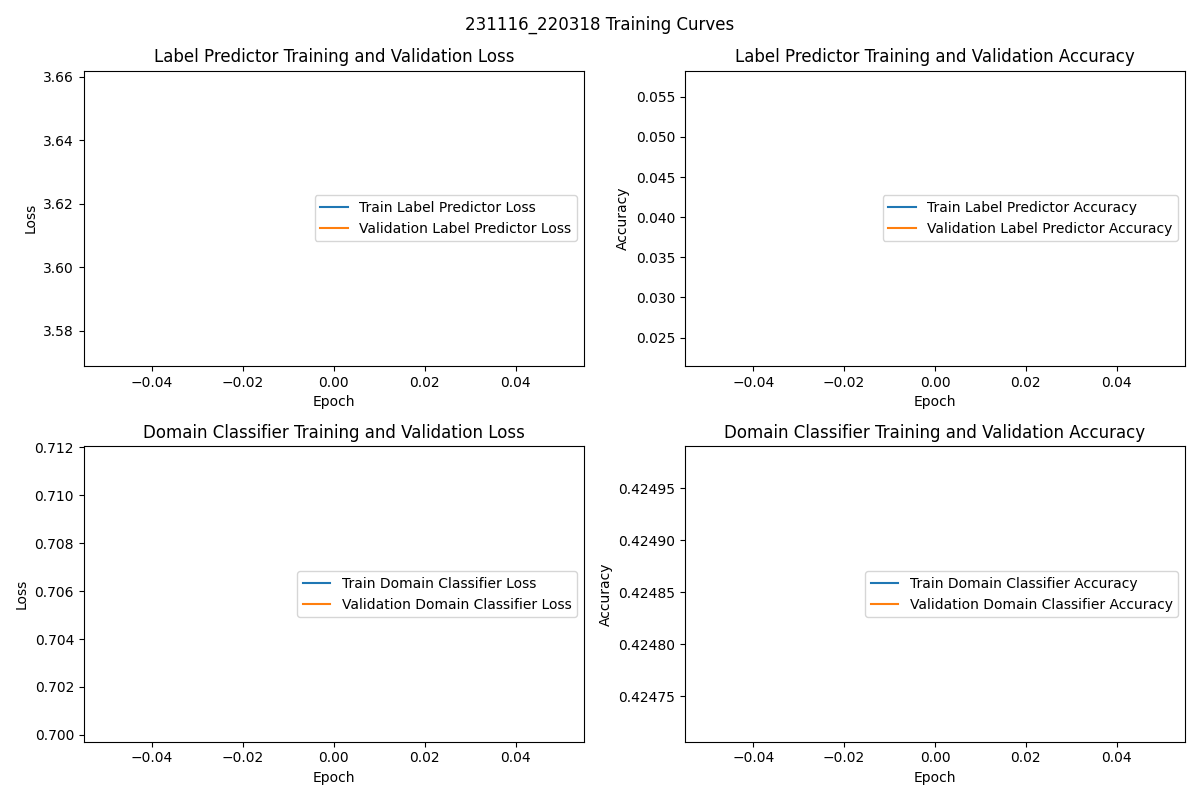 231116_220318 Training Curves
Label Predictor Training and Validation Loss
3.66
3.64
3.62
3.60
3.58
Loss
Train Label Predictor Loss
Validation Label Predictor Loss
−0.04 −0.02 0.00 0.02 0.04
Epoch
Label Predictor Training and Validation Accuracy
0.055
0.050
0.045
0.040
0.035
0.030
0.025
Accuracy
Train Label Predictor Accuracy
Validation Label Predictor Accuracy
−0.04 −0.02 0.00 0.02 0.04
Epoch
Domain Classifier Training and Validation Loss
0.712
0.710
0.708
0.706
0.704
0.702
0.700
Loss
Train Domain Classifier Loss
Validation Domain Classifier Loss
−0.04 −0.02 0.00 0.02 0.04
Epoch
Domain Classifier Training and Validation Accuracy
0.42495
0.42490
0.42485
0.42480
0.42475
Accuracy
Train Domain Classifier Accuracy
Validation Domain Classifier Accuracy
−0.04 −0.02 0.00 0.02 0.04
Epoch